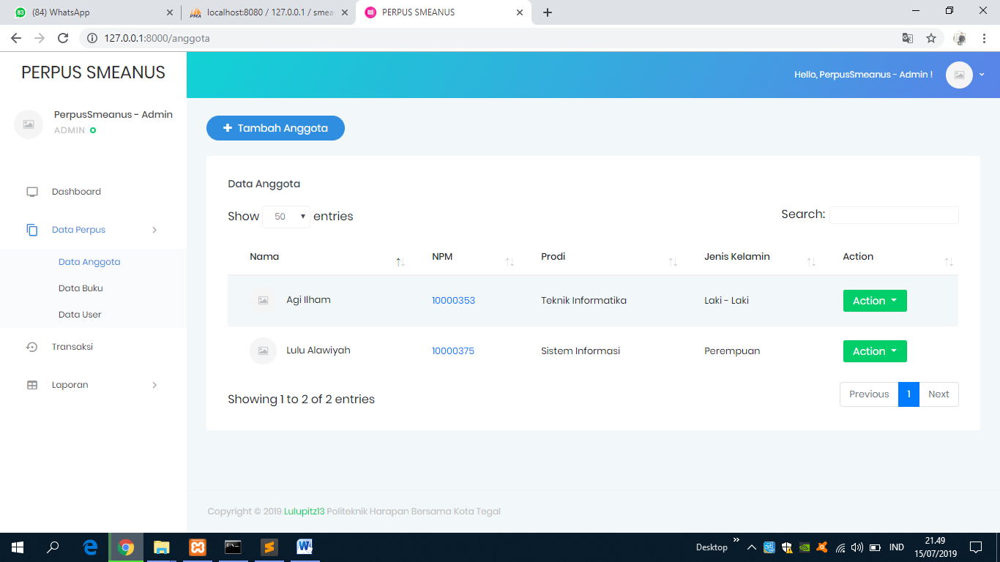 (84) WhatsApp
localhost:8080 / 127.0.0.1 / smea
PERPUS SMEANUS
127.0.0.1:8000/anggota
PERPUS SMEANUS
Hello, PerpusSmeanus - Admin !
PerpusSmeanus - Admin
ADMIN
Tambah Anggota
Dashboard
Data Perpus
Data Anggota
Data Buku
Data User
Transaksi
Laporan
Data Anggota
Show 50 entries
Search:
Nama NPM Prodi Jenis Kelamin Action
Agi Ilham 10000353 Teknik Informatika Laki - Laki Action
Lulu Alawiyah 10000375 Sistem Informasi Perempuan Action
Showing 1 to 2 of 2 entries
Previous 1 Next
Copyright © 2019 Lulupitz13 Politeknik Harapan Bersama Kota Tegal
Desktop
IND
21.49
15/07/2019